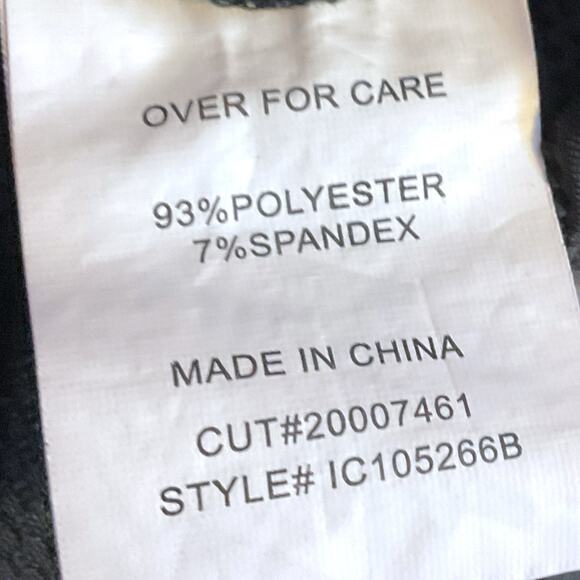 OVER FOR CARE
93%POLYESTER
7%SPANDEX
MADE IN CHINA
CUT#20007461
STYLE# IC105266B